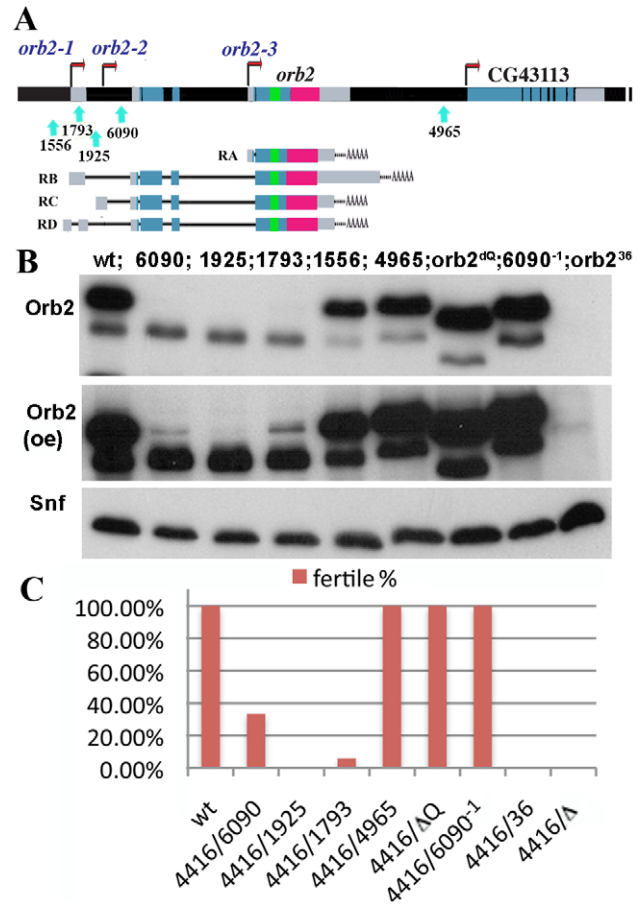 A
orb2-1 orb2-2 orb2-3 orb2 CG43113
1556 1793 1925 6090 4965
RA
RB
RC
RD
B
wt; 6090; 1925;1793;1556; 4965;orb2dQ;6090-1;orb236
Orb2
Orb2
(oe)
Snf
C
fertile %
100.00%
80.00%
60.00%
40.00%
20.00%
0.00%
wt
4416/6090
4416/1925
4416/1793
4416/4965
4416/ΔQ
4416/6090-1
4416/36
4416/Δ